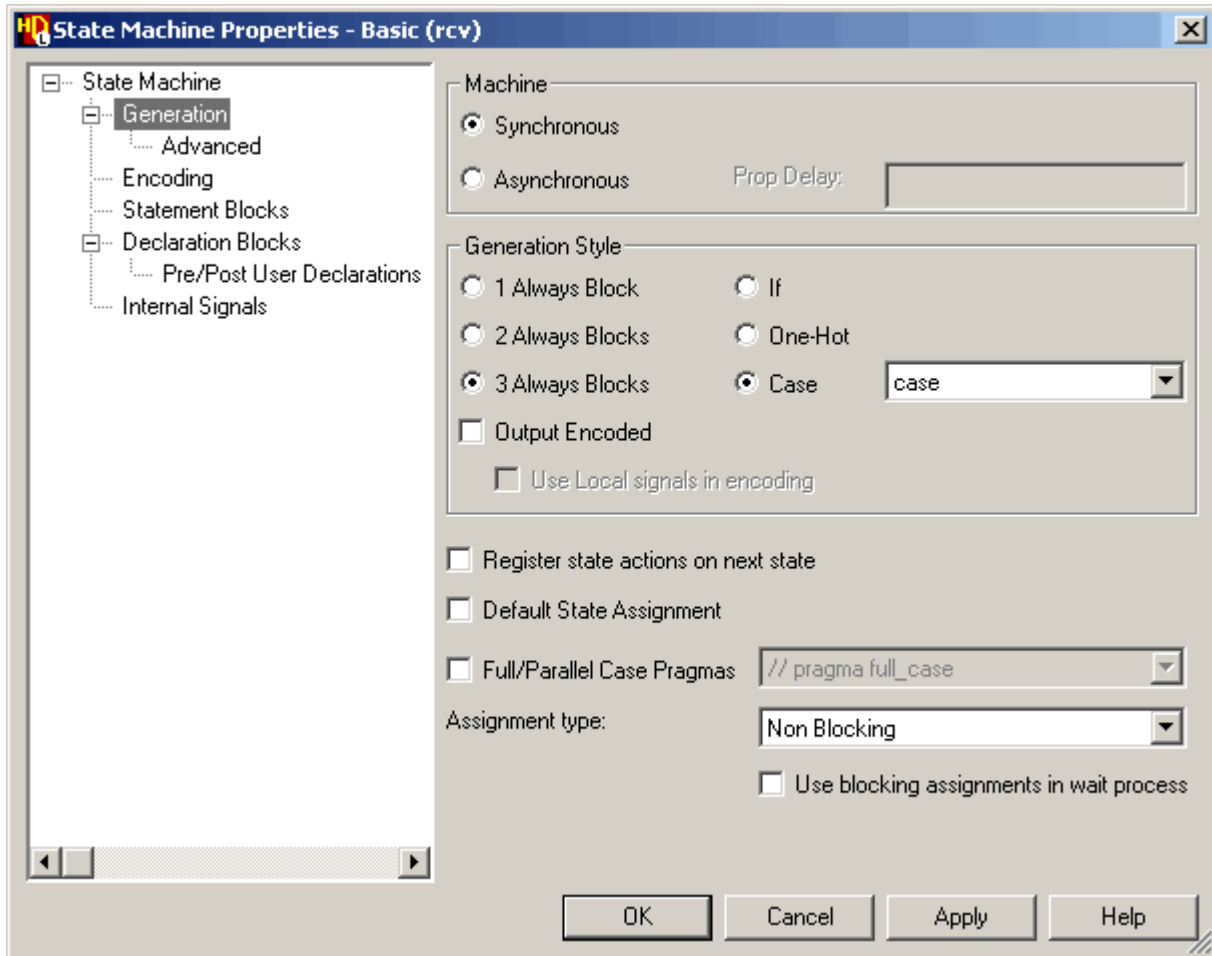 HDL State Machine Properties - Basic (rcv)
State Machine
Generation
Advanced
Encoding
Statement Blocks
Declaration Blocks
Pre/Post User Declarations
Internal Signals
Machine
Synchronous
Asynchronous Prop Delay:
Generation Style
1 Always Block If
2 Always Blocks One-Hot
3 Always Blocks Case case
Output Encoded
Use Local signals in encoding
Register state actions on next state
Default State Assignment
Full/Parallel Case Pragmas // pragma full_case
Assignment type: Non Blocking
Use blocking assignments in wait process
OK Cancel Apply Help